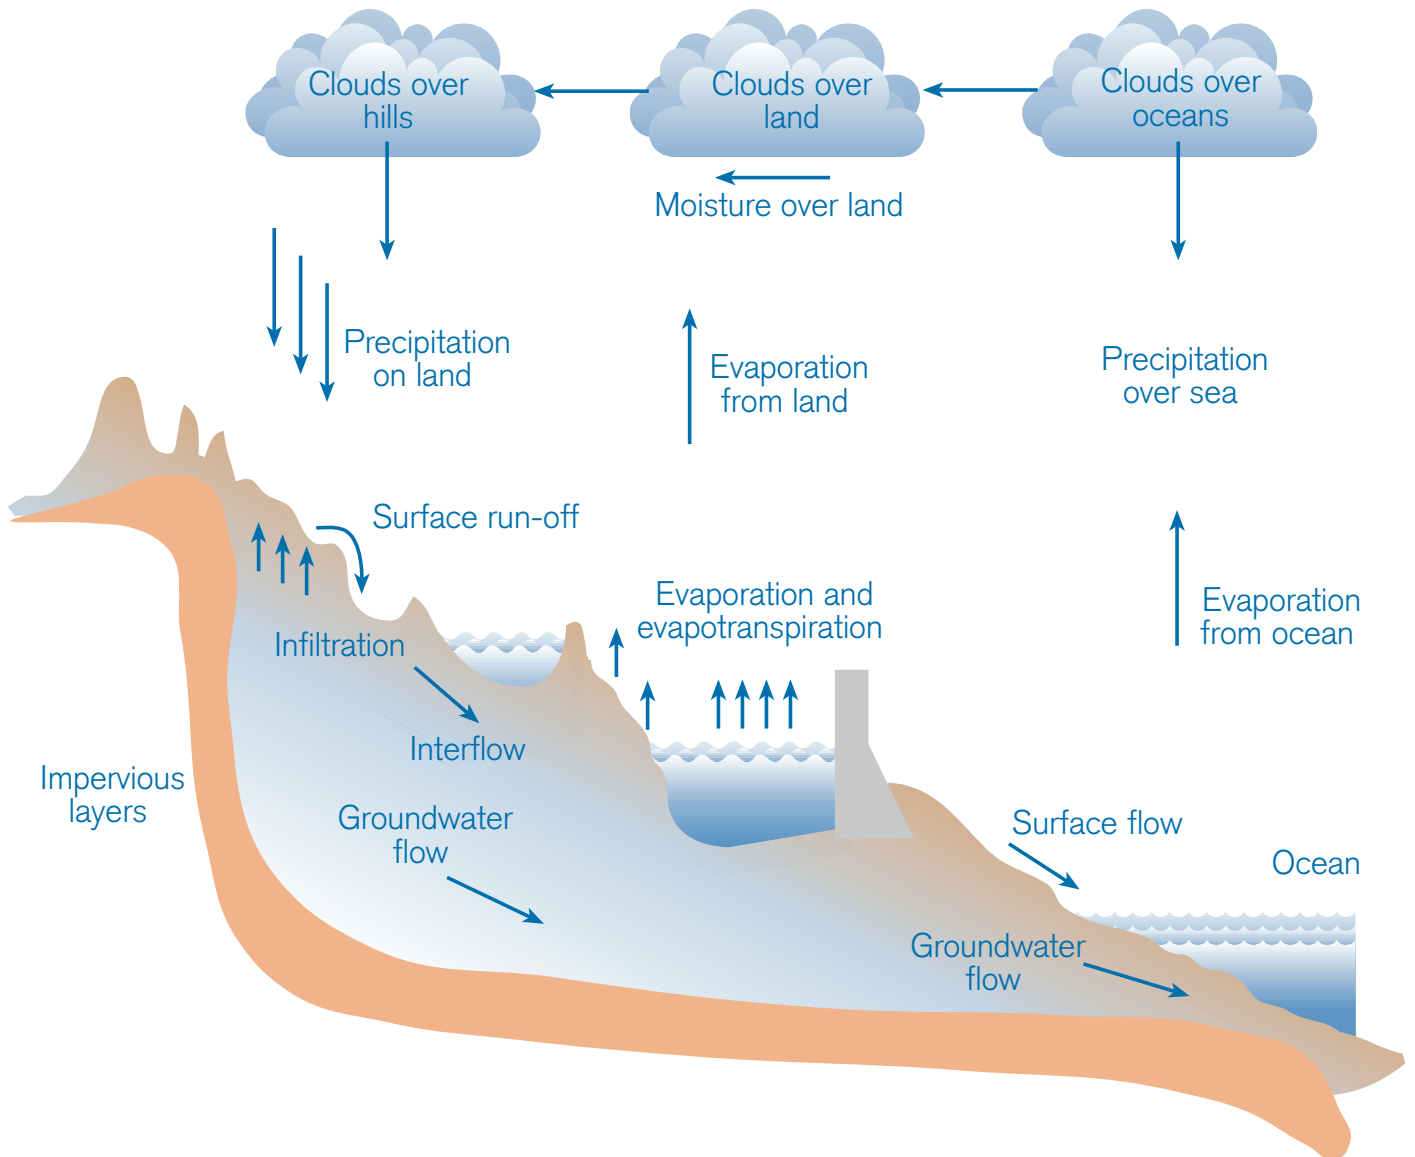 Clouds over
hills
Clouds over
land
Clouds over
oceans
Moisture over land
Precipitation
on land
Evaporation
from land
Precipitation
over sea
Surface run-off
Evaporation and
evapotranspiration
Evaporation
from ocean
Infiltration
Interflow
Impervious
layers
Groundwater
flow
Surface flow
Ocean
Groundwater
flow